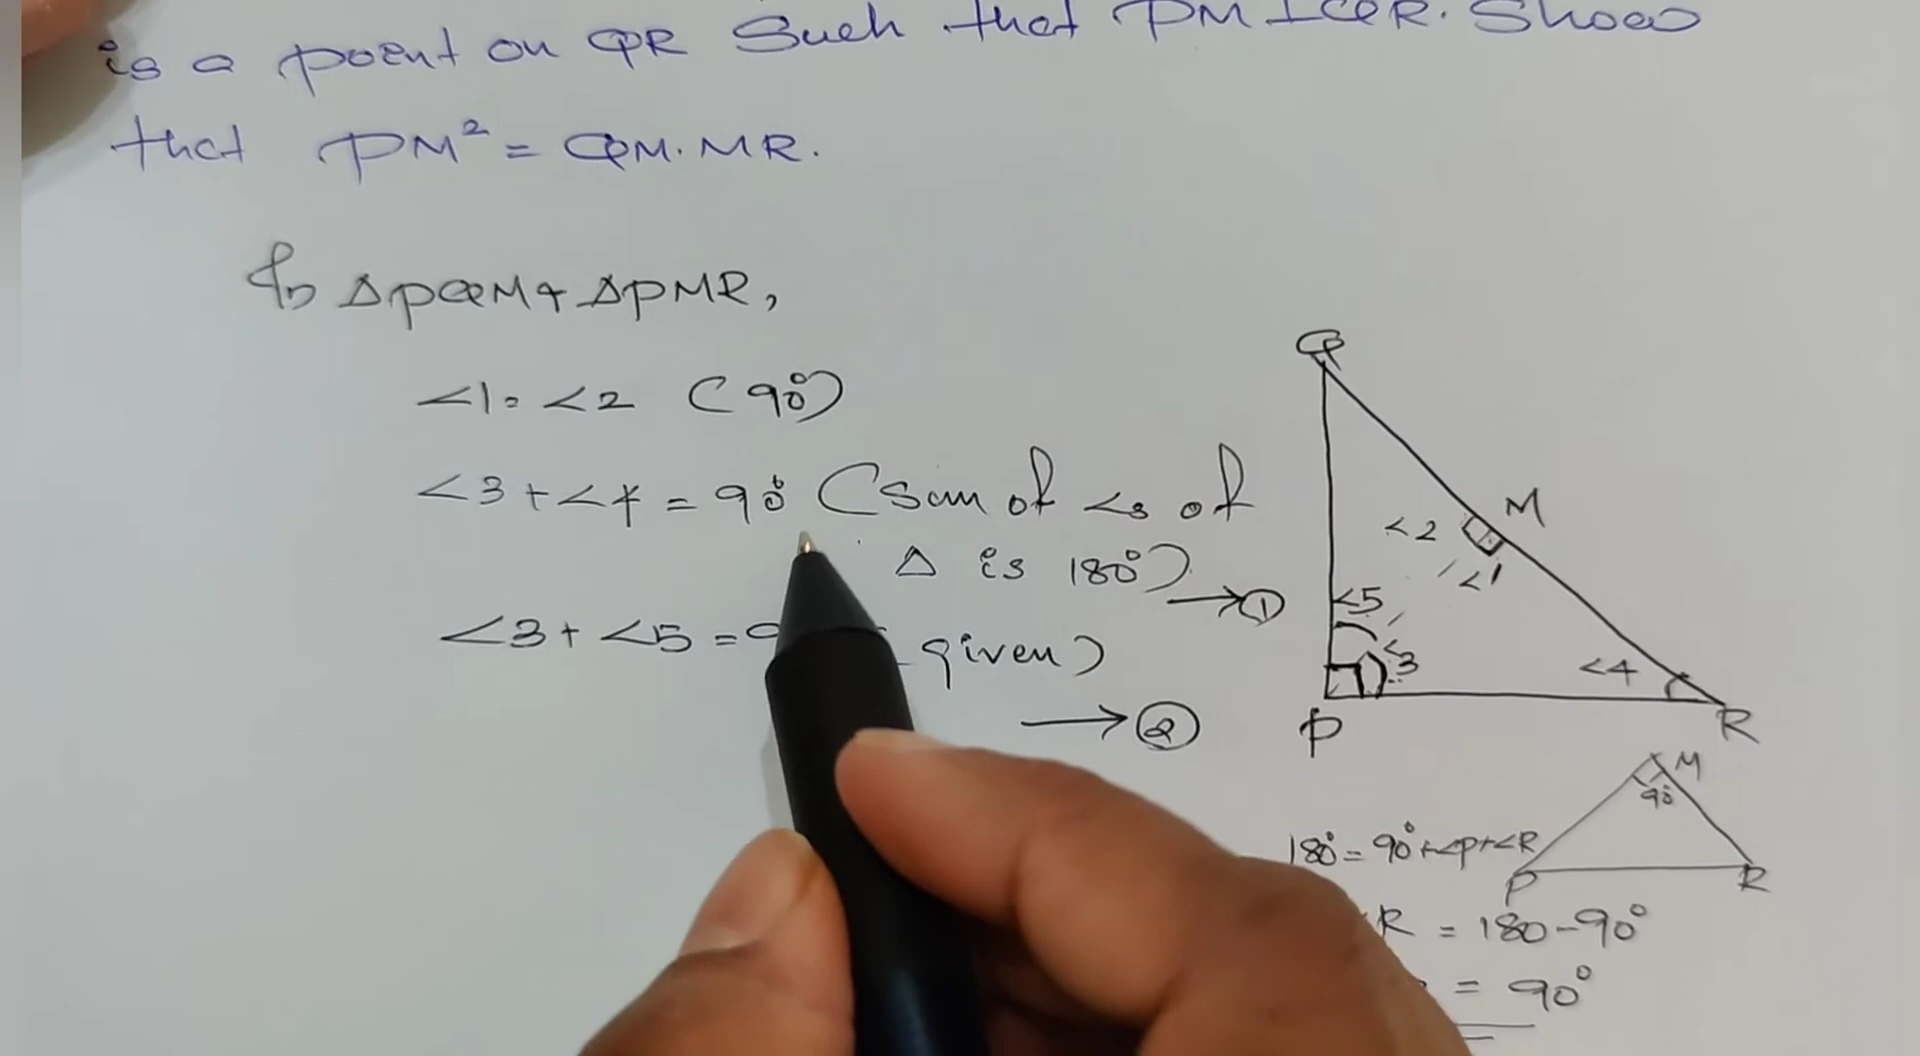 is a point on QR such that PM ⊥ QR. Show
that PM² = QM.MR.
In ΔPQM & ΔPMR,
∠1 = ∠2 (90°)
∠3 + ∠4 = 90° (sum of ∠s of
Δ is 180°)
→ ①
∠3 + ∠5 = 9
given)
→ ②
Q
M
∠2
∠1
∠5
∠3
∠4
P
R
M
90°
180° = 90° + ∠P + ∠R
P
R
R = 180 - 90°
= 90°